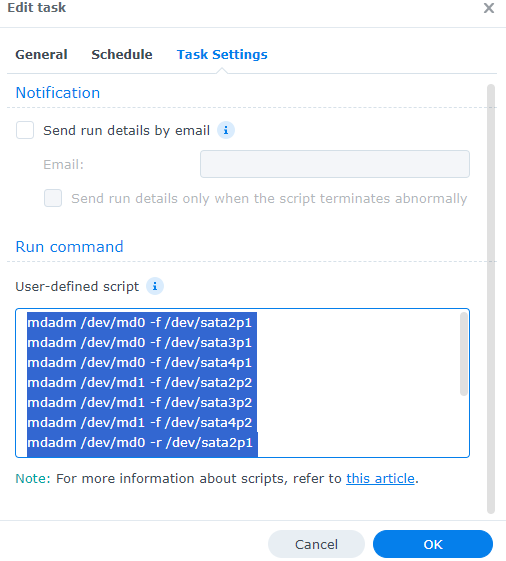 Edit task
General Schedule Task Settings
Notification
Send run details by email
Email:
Send run details only when the script terminates abnormally
Run command
User-defined script
mdadm /dev/md0 -f /dev/sata2p1
mdadm /dev/md0 -f /dev/sata3p1
mdadm /dev/md0 -f /dev/sata4p1
mdadm /dev/md1 -f /dev/sata2p2
mdadm /dev/md1 -f /dev/sata3p2
mdadm /dev/md1 -f /dev/sata4p2
mdadm /dev/md0 -r /dev/sata2p1
Note: For more information about scripts, refer to this article.
Cancel OK